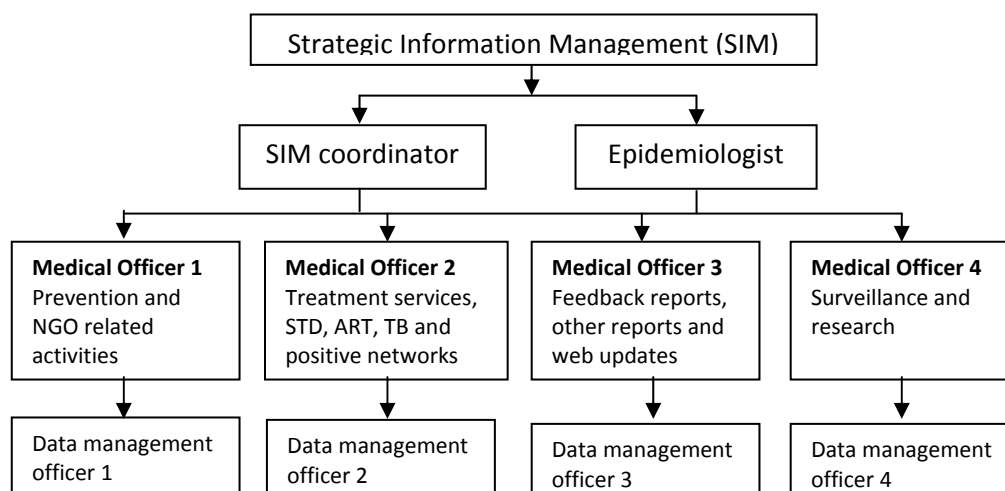 Strategic Information Management (SIM)
SIM coordinator
Epidemiologist
Medical Officer 1
Prevention and
NGO related
activities
Medical Officer 2
Treatment services,
STD, ART, TB and
positive networks
Medical Officer 3
Feedback reports,
other reports and
web updates
Medical Officer 4
Surveillance and
research
Data management
officer 1
Data management
officer 2
Data management
officer 3
Data management
officer 4